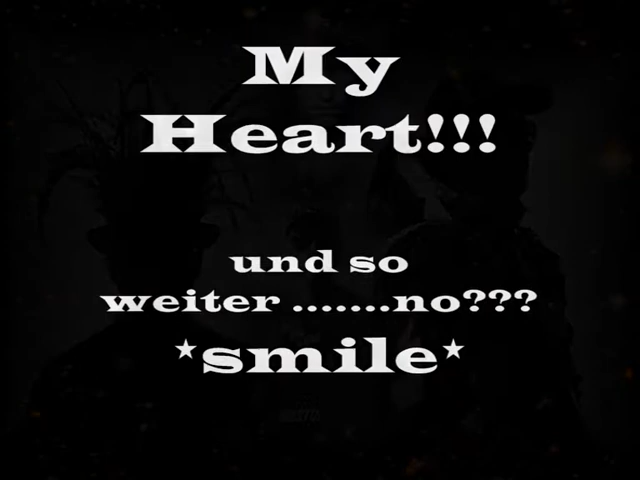 My
Heart!!!
und so
weiter .......no???
*smile*